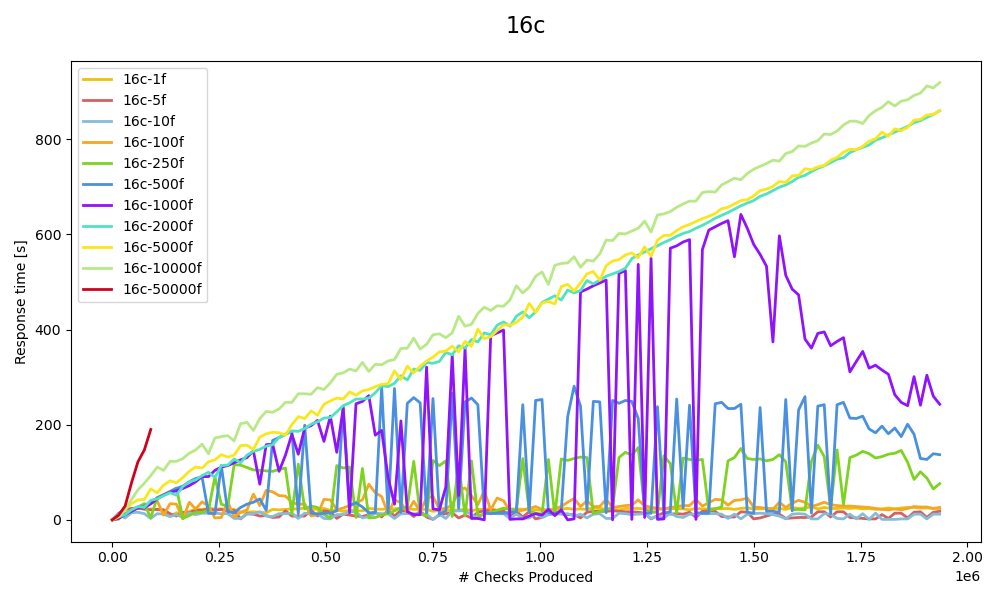 16c
16c-1f
16c-5f
16c-10f
16c-100f
16c-250f
16c-500f
16c-1000f
16c-2000f
16c-5000f
16c-10000f
16c-50000f
Response time [s]
800
600
400
200
0
0.00 0.25 0.50 0.75 1.00 1.25 1.50 1.75 2.00
1e6
# Checks Produced